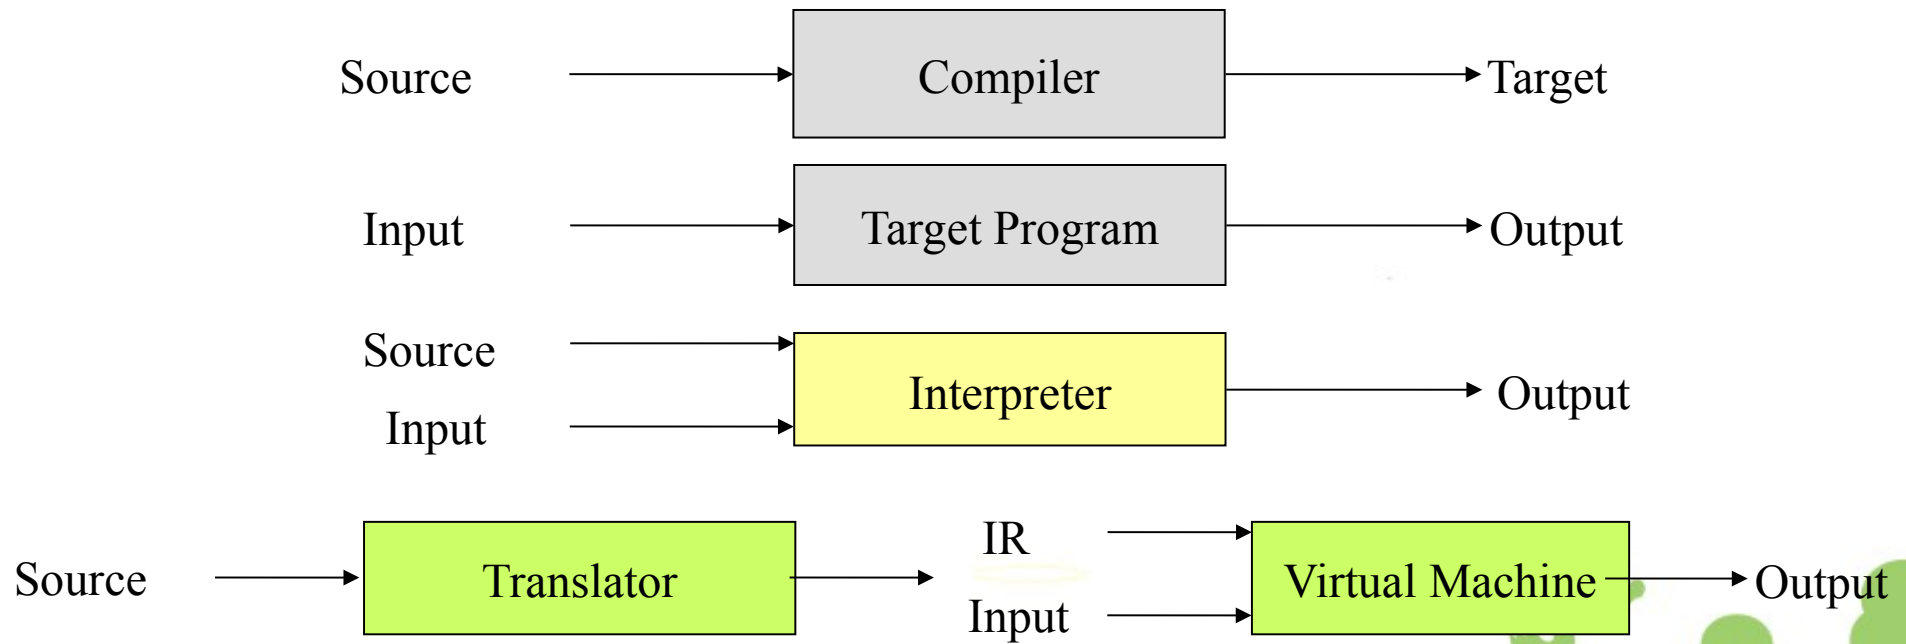 Source Compiler Target
Input Target Program Output
Source
Interpreter Output
Input
IR
Source Translator Virtual Machine Output
Input